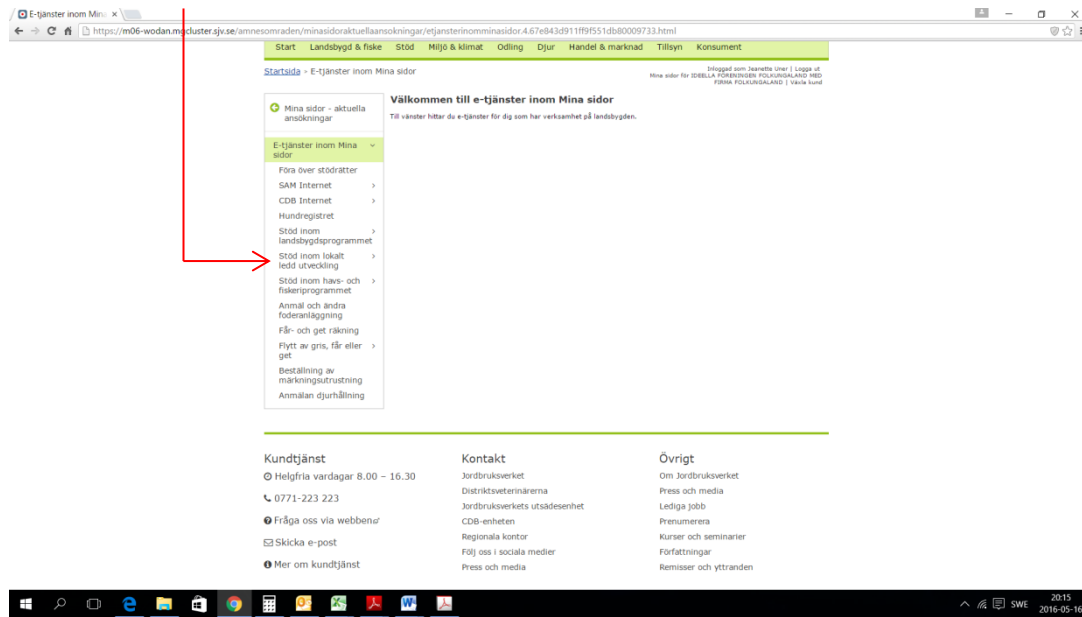 E-tjänster inom Mina
https://m06-wodan.mgcluster.sjv.se/amnesomraden/minasidoraktuellaansokningar/etjansterinomminasidor.4.67e843d911ff9f551db80009733.html
Start Landsbygd & fiske Stöd Miljö & klimat Odling Djur Handel & marknad Tillsyn Konsument
Startsida > E-tjänster inom Mina sidor
Inloggad som Jeanette Uner | Logga ut
Mina sidor för IDEELLA FÖRENINGEN FOLKUNGALAND MED
FIRMA FOLKUNGALAND | Växla kund
Mina sidor - aktuella
ansökningar
Välkommen till e-tjänster inom Mina sidor
Till vänster hittar du e-tjänster för dig som har verksamhet på landsbygden.
E-tjänster inom Mina
sidor
Föra över stödrätter
SAM Internet
CDB Internet
Hundregistret
Stöd inom
landsbygdsprogrammet
Stöd inom lokalt
ledd utveckling
Stöd inom havs- och
fiskeriprogrammet
Anmäl och ändra
foderanläggning
Får- och get räkning
Flytt av gris, får eller
get
Beställning av
märkningsutrustning
Anmälan djurhållning
Kundtjänst
Helgfria vardagar 8.00 – 16.30
0771-223 223
Fråga oss via webben
Skicka e-post
Mer om kundtjänst
Kontakt
Jordbruksverket
Distriktsveterinärerna
Jordbruksverkets utsädesenhet
CDB-enheten
Regionala kontor
Följ oss i sociala medier
Press och media
Övrigt
Om Jordbruksverket
Press och media
Lediga jobb
Prenumerera
Kurser och seminarier
Författningar
Remisser och yttranden
SWE
20:15
2016-05-16